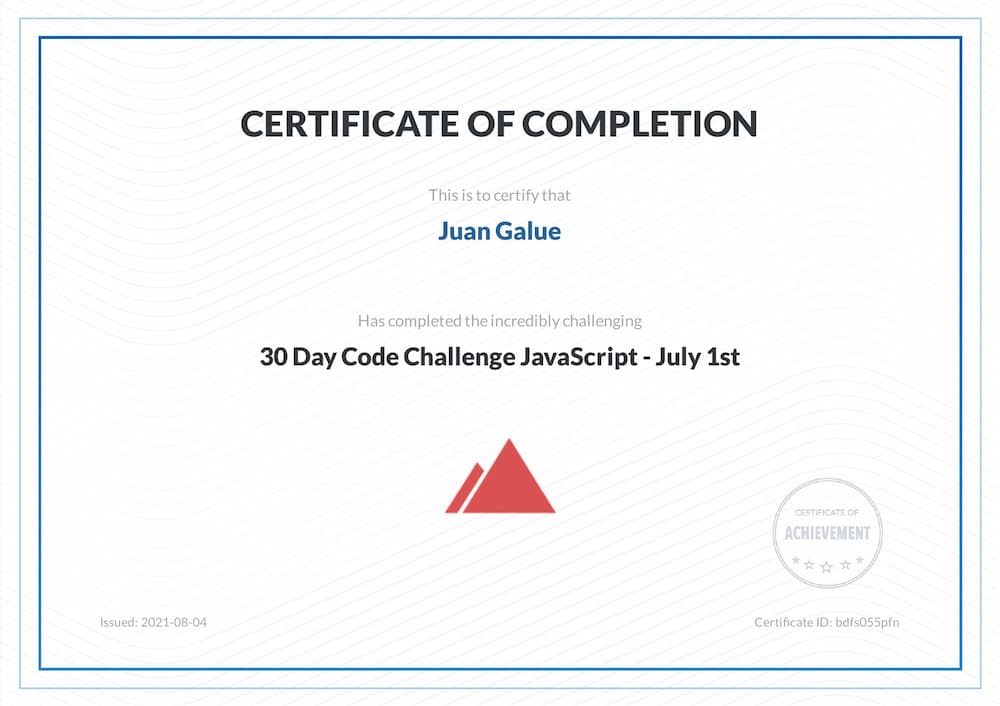 CERTIFICATE OF COMPLETION
This is to certify that
Juan Galue
Has completed the incredibly challenging
30 Day Code Challenge JavaScript - July 1st
CERTIFICATE OF
ACHIEVEMENT
Issued: 2021-08-04
Certificate ID: bdfs055pfn